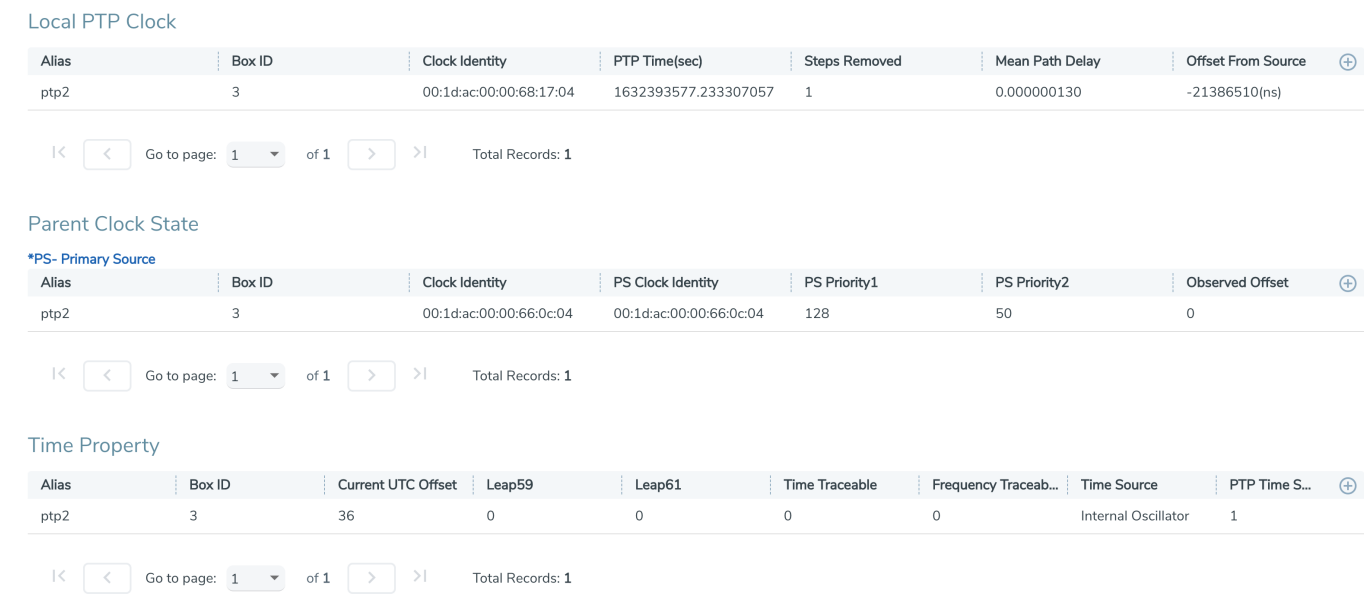 Local PTP Clock
Alias Box ID Clock Identity PTP Time(sec) Steps Removed Mean Path Delay Offset From Source
ptp2 3 00:1d:ac:00:00:68:17:04 1632393577.233307057 1 0.000000130 -21386510(ns)
Go to page: 1 of 1 Total Records: 1
Parent Clock State
*PS- Primary Source
Alias Box ID Clock Identity PS Clock Identity PS Priority1 PS Priority2 Observed Offset
ptp2 3 00:1d:ac:00:00:66:0c:04 00:1d:ac:00:00:66:0c:04 128 50 0
Go to page: 1 of 1 Total Records: 1
Time Property
Alias Box ID Current UTC Offset Leap59 Leap61 Time Traceable Frequency Traceab... Time Source PTP Time S...
ptp2 3 36 0 0 0 0 Internal Oscillator 1
Go to page: 1 of 1 Total Records: 1